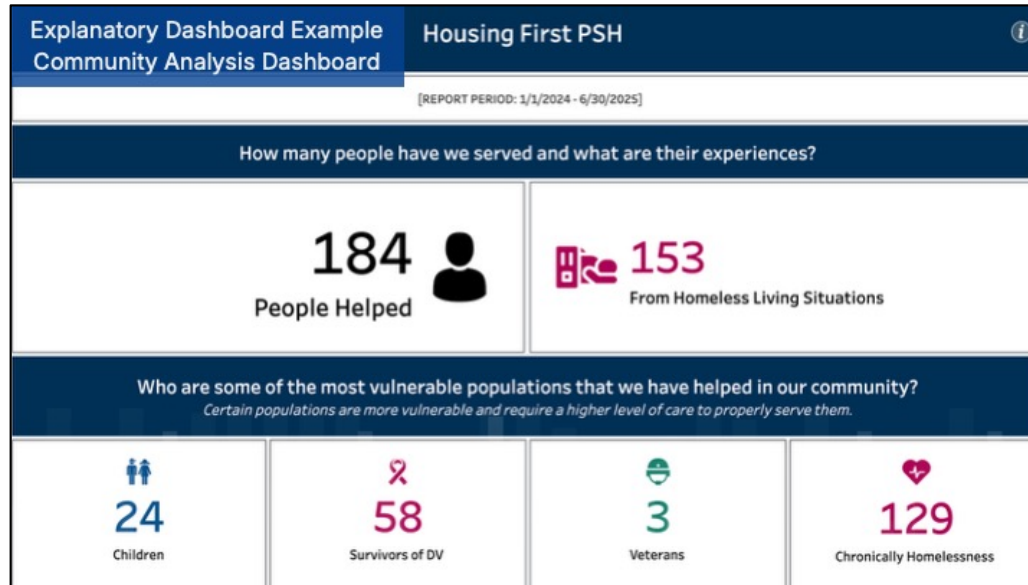 Explanatory Dashboard Example
Community Analysis Dashboard
Housing First PSH
i
[REPORT PERIOD: 1/1/2024 - 6/30/2025]
How many people have we served and what are their experiences?
184
People Helped
153
From Homeless Living Situations
Who are some of the most vulnerable populations that we have helped in our community?
Certain populations are more vulnerable and require a higher level of care to properly serve them.
24
Children
58
Survivors of DV
3
Veterans
129
Chronically Homelessness